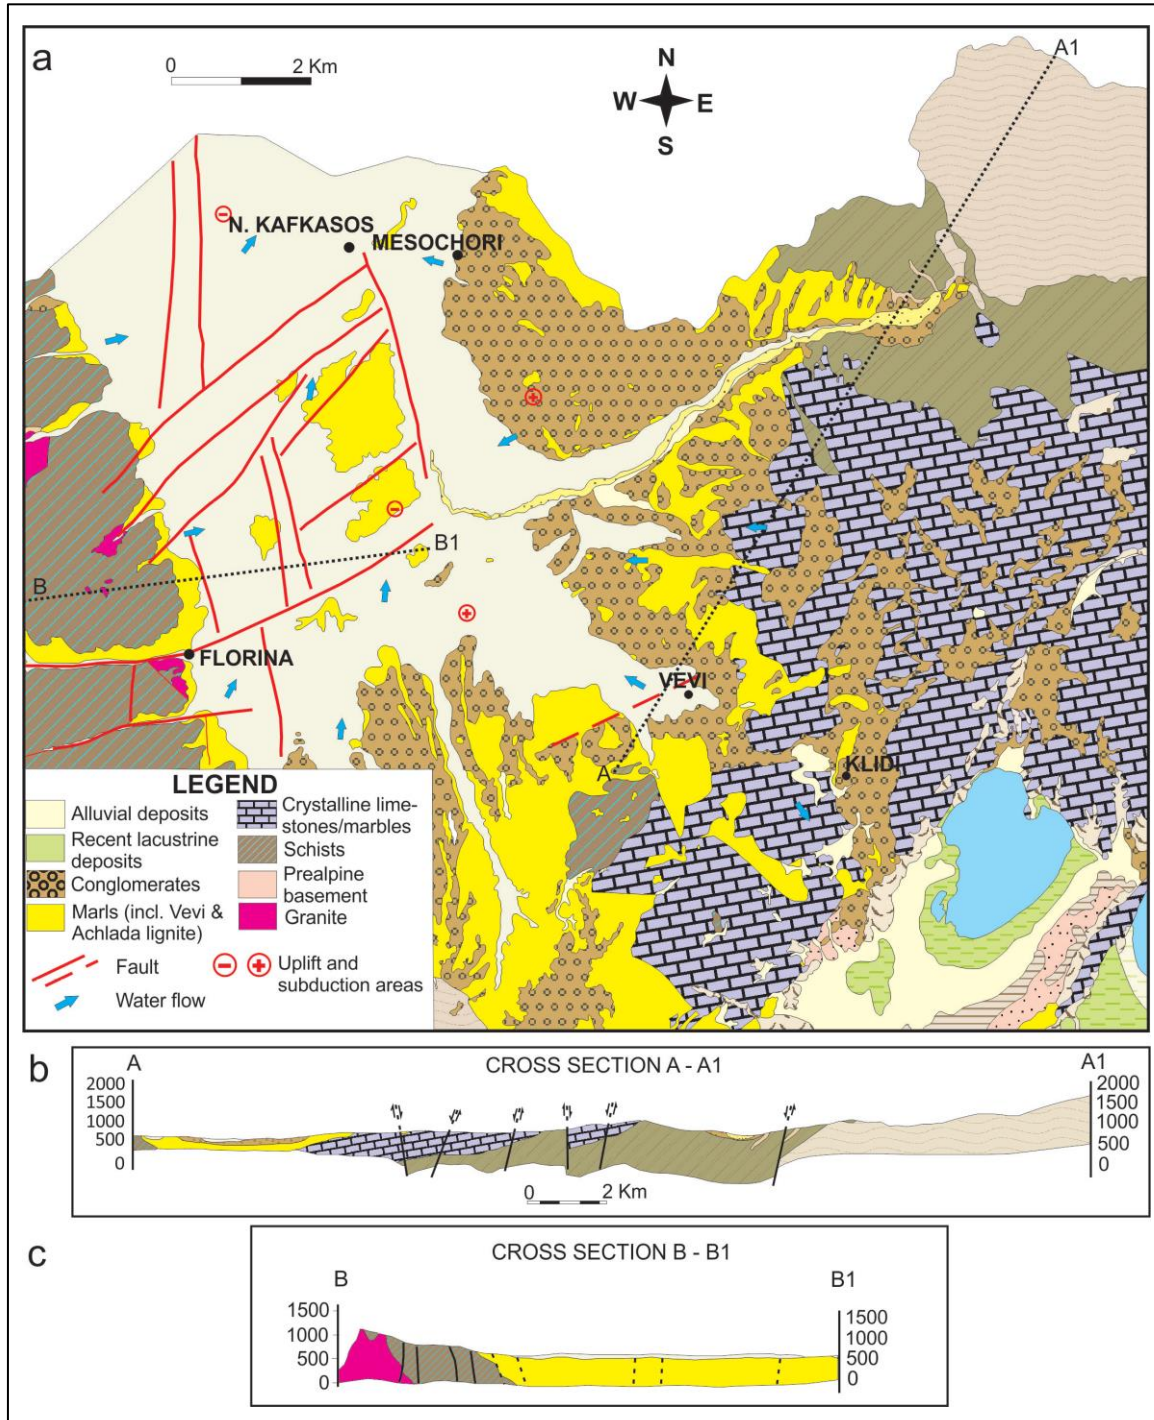 a
0 2 Km
N
W E
S
A1
N. KAFKASOS
MESOCHORI
B1
B
FLORINA
VEVI
A
KLIDI
LEGEND
Alluvial deposits
Recent lacustrine
deposits
Conglomerates
Marls (incl. Vevi &
Achlada lignite)
Crystalline lime-
stones/marbles
Schists
Prealpine
basement
Granite
Fault
Water flow
Uplift and
subduction areas
b
A
CROSS SECTION A - A1
A1
2000
1500
1000
500
0
2000
1500
1000
500
0
0 2 Km
c
CROSS SECTION B - B1
B
B1
1500
1000
500
0
1500
1000
500
0